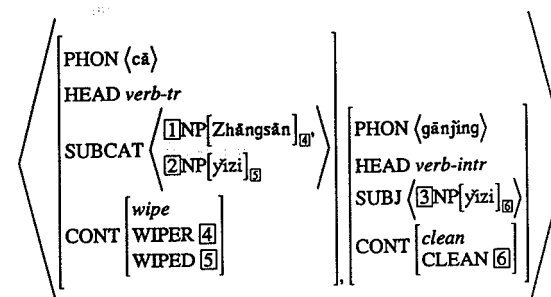 PHON ⟨cǎ⟩
HEAD verb-tr
SUBCAT ⟨[1]NP[Zhāngsān][4],
[2]NP[yǐzi][5]⟩
CONT [wipe
WIPER [4]
WIPED [5]],
PHON ⟨gānjìng⟩
HEAD verb-intr
SUBJ ⟨[3]NP[yǐzi][6]⟩
CONT [clean
CLEAN [6]]